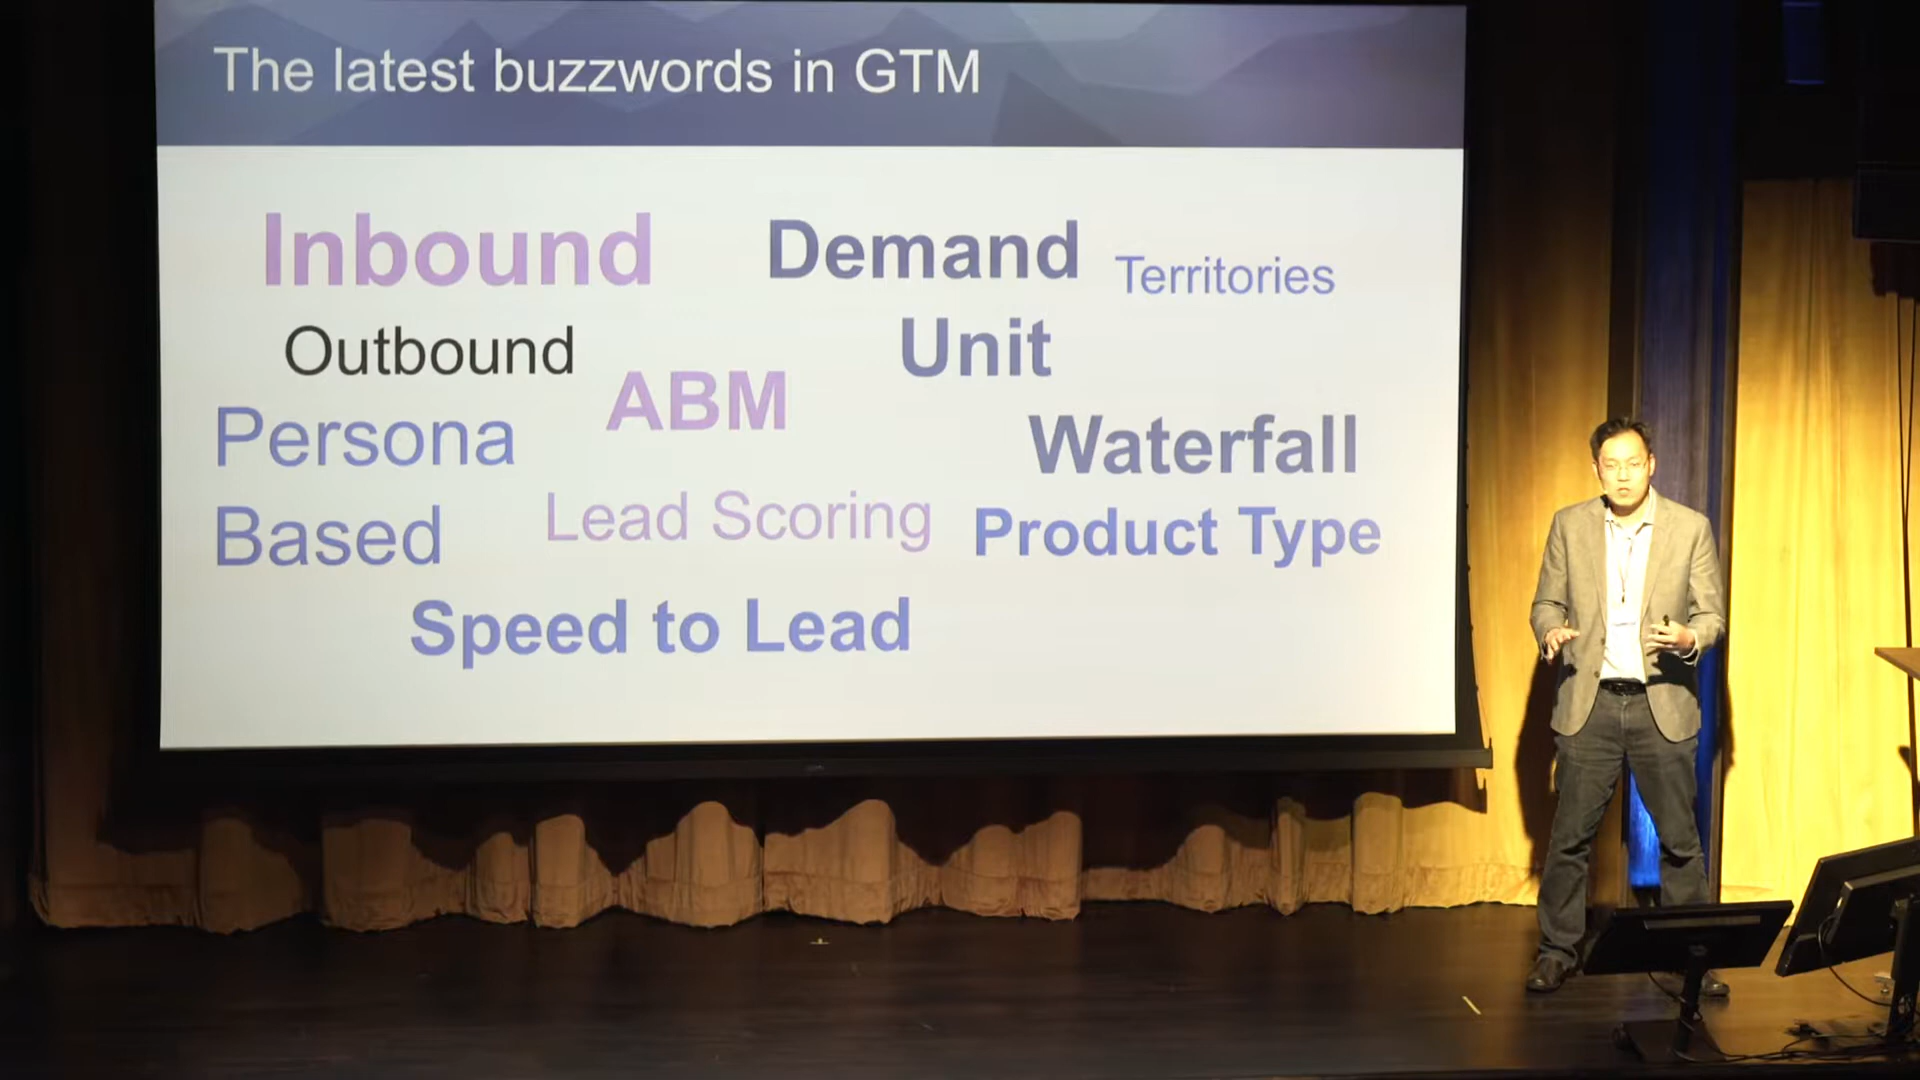 The latest buzzwords in GTM
Inbound
Demand
Unit
Waterfall
Territories
Outbound
ABM
Persona
Based
Lead Scoring
Product Type
Speed to Lead